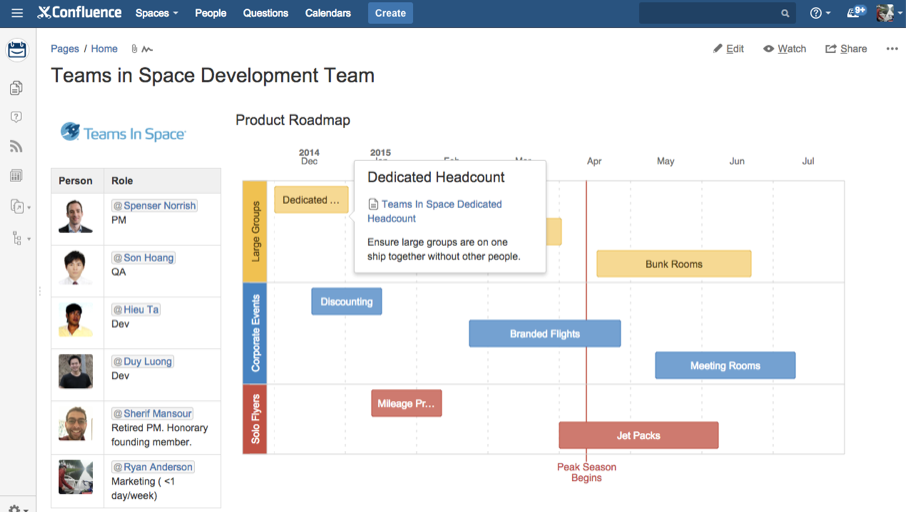 Confluence Spaces People Questions Calendars Create
9+
Pages / Home
Edit Watch Share
Teams in Space Development Team
Teams In Space
Person Role
@Spenser Norrish
PM
@Son Hoang
QA
@Hieu Ta
Dev
@Duy Luong
Dev
@Sherif Mansour
Retired PM. Honorary
founding member.
@Ryan Anderson
Marketing ( <1
day/week)
Product Roadmap
2014 2015
Dec Apr May Jun Jul
Large Groups
Dedicated ...
Dedicated Headcount
Teams In Space Dedicated
Headcount
Ensure large groups are on one
ship together without other people.
Bunk Rooms
Corporate Events
Discounting
Branded Flights
Meeting Rooms
Solo Flyers
Mileage Pr...
Jet Packs
Peak Season
Begins